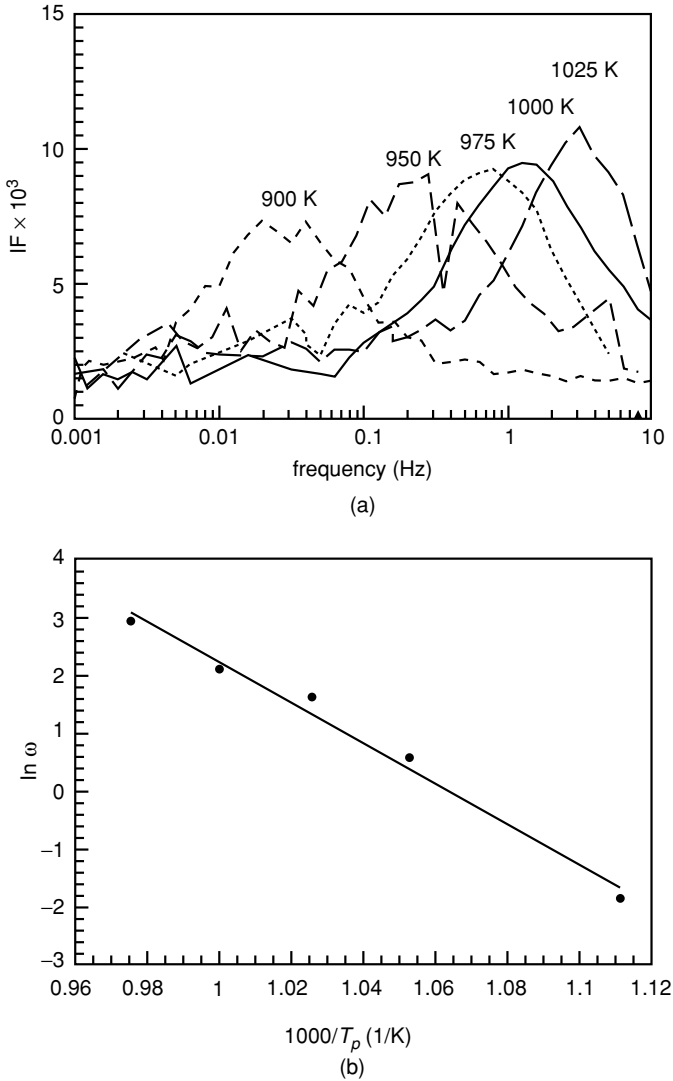 15
10
5
0
IF × 10³
1025 K
1000 K
975 K
950 K
900 K
0.001 0.01 0.1 1 10
frequency (Hz)
(a)
4
3
2
1
0
−1
−2
−3
ln ω
0.96 0.98 1 1.02 1.04 1.06 1.08 1.1 1.12
1000/Tₚ (1/K)
(b)